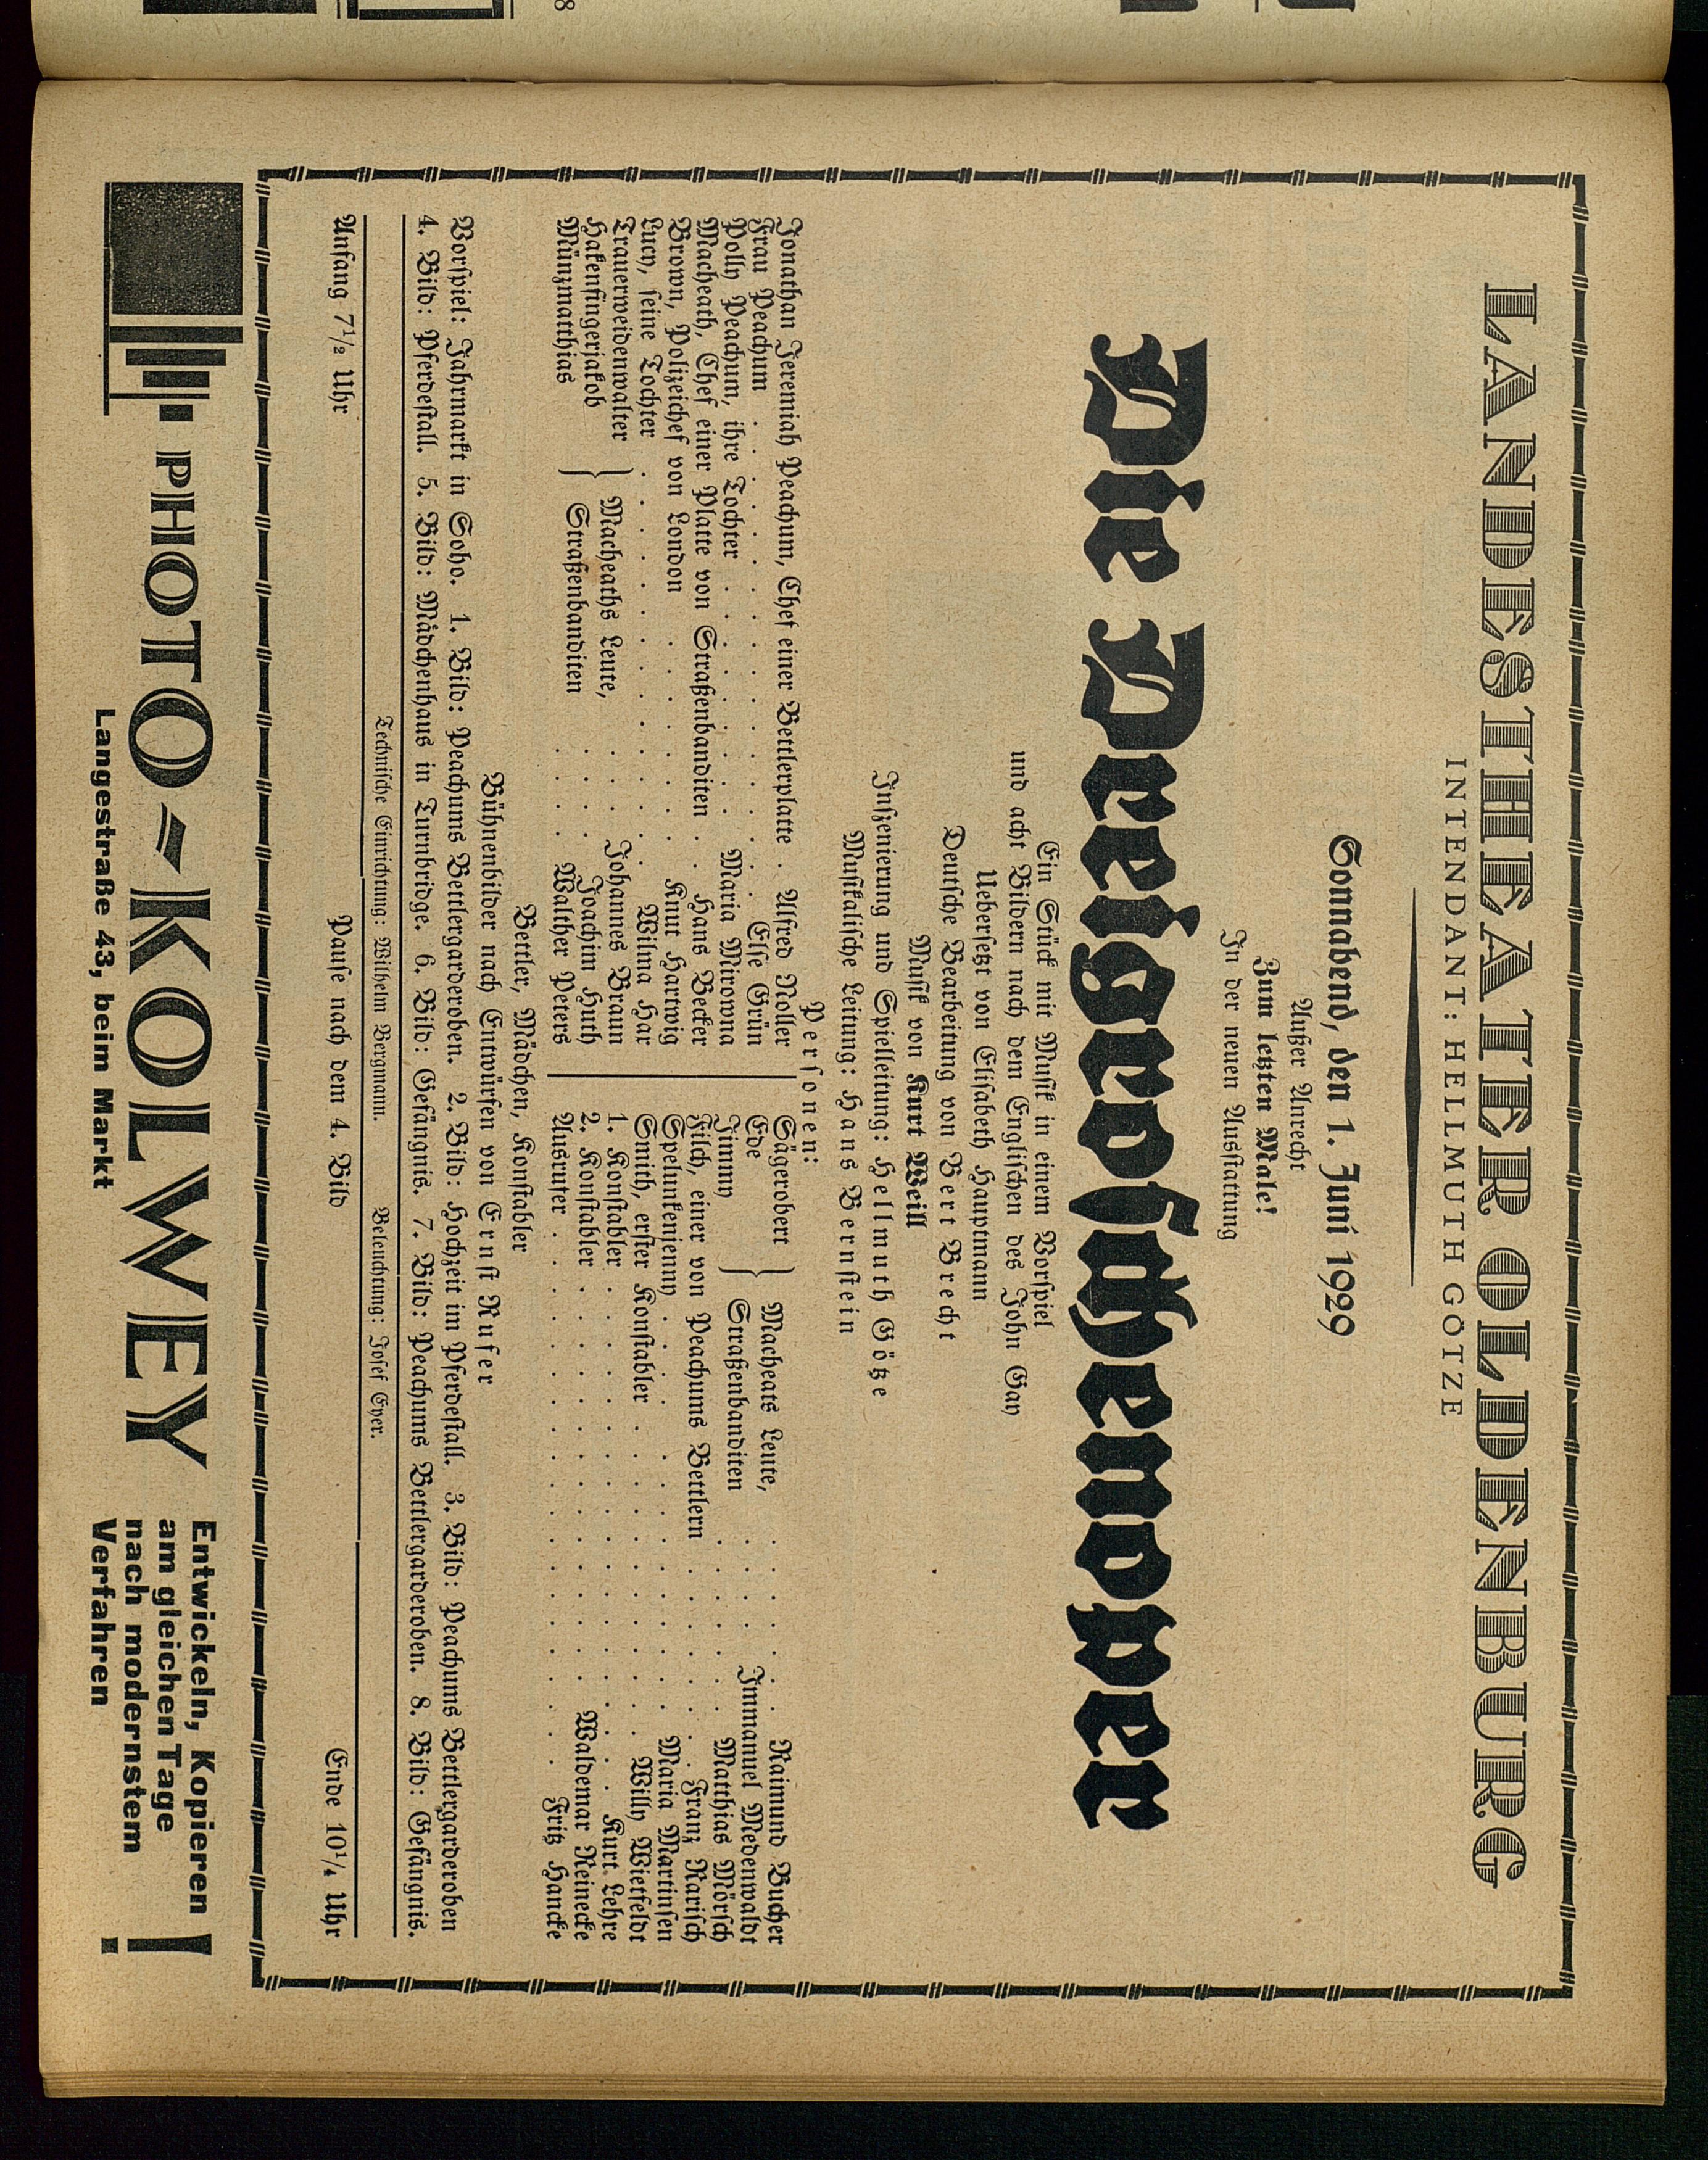 LANDESTHEATER OLDENBURG
INTENDANT: HELLMUTH GÖTZE
Sonnabend, den 1. Juni 1929
Außer Anrecht
Zum letzten Male!
In der neuen Ausstattung
Die Dreigroschenoper
Ein Stück mit Musik in einem Vorspiel
und acht Bildern nach dem Englischen des John Gay
Uebersetzt von Elisabeth Hauptmann
Deutsche Bearbeitung von Bert Brecht
Musik von Kurt Weill
Inszenierung und Spielleitung: Hellmuth Götze
Musikalische Leitung: Hans Bernstein
Personen:
Jonathan Jeremiah Peachum, Chef einer Bettlerplatte . Alfred Noller
Frau Peachum . . . . . . . . . Else Grün
Polly Peachum, ihre Tochter . . . . . . Maria Mirowna
Macheath, Chef einer Platte von Straßenbanditen . . Hans Becker
Brown, Polizeichef von London . . . . . Knut Hartwig
Lucy, seine Tochter . . . . . . . . Wilma Har
Trauerweidenwalter } Macheaths Leute, . . . Johannes Braun
Hakenfingerjakob } Straßenbanditen . . . Joachim Huth
Münzmatthias . . . . Walther Peters
Sägerobert } Macheats Leute, . . . . Raimund Bucher
Ede } Straßenbanditen . . . Immanuel Medenwaldt
Jimmy . . . . Matthias Mörsch
Filch, einer von Peachums Bettlern . . . . . Franz Rarisch
Spelunkenjenny . . . . . . . . Maria Martinsen
Smith, erster Konstabler . . . . . . Willy Wietfeldt
1. Konstabler . . . . . . . . . Kurt Lehre
2. Konstabler . . . . . . . . Waldemar Reinecke
Ausrufer . . . . . . . . . . Fritz Hancke
Bettler, Mädchen, Konstabler
Bühnenbilder nach Entwürfen von Ernst Rufer
Vorspiel: Jahrmarkt in Soho. 1. Bild: Peachums Bettlergarderoben. 2. Bild: Hochzeit im Pferdestall. 3. Bild: Peachums Bettlergarderoben
4. Bild: Pferdestall. 5. Bild: Mädchenhaus in Turnbridge. 6. Bild: Gefängnis. 7. Bild: Peachums Bettlergarderoben. 8. Bild: Gefängnis.
Technische Einrichtung: Wilhelm Bergmann. Beleuchtung: Josef Eyer.
Anfang 7½ Uhr Pause nach dem 4. Bild Ende 10¼ Uhr
PHOTO-KOLWEY
Langestraße 43, beim Markt
Entwickeln, Kopieren
am gleichen Tage
nach modernstem
Verfahren !